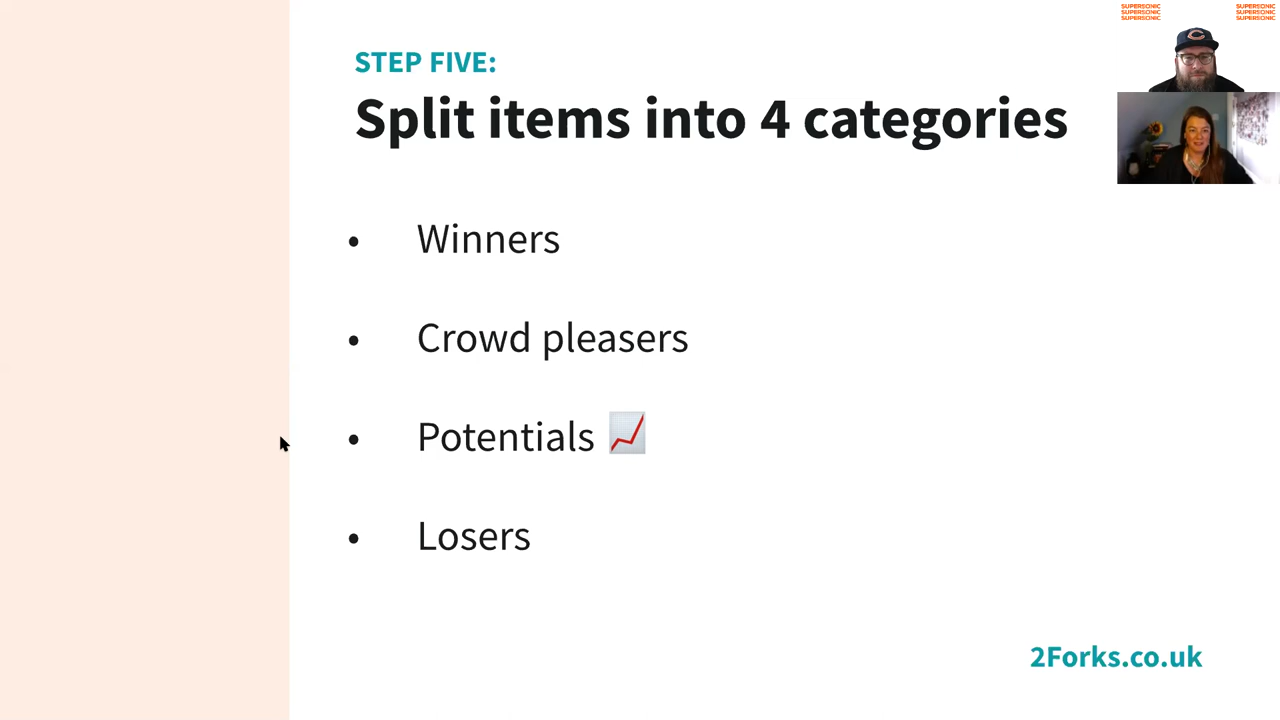 SUPERSONIC SUPERSONIC
SUPERSONIC SUPERSONIC
SUPERSONIC SUPERSONIC
STEP FIVE:
Split items into 4 categories
• Winners
• Crowd pleasers
• Potentials 📈
• Losers
2Forks.co.uk